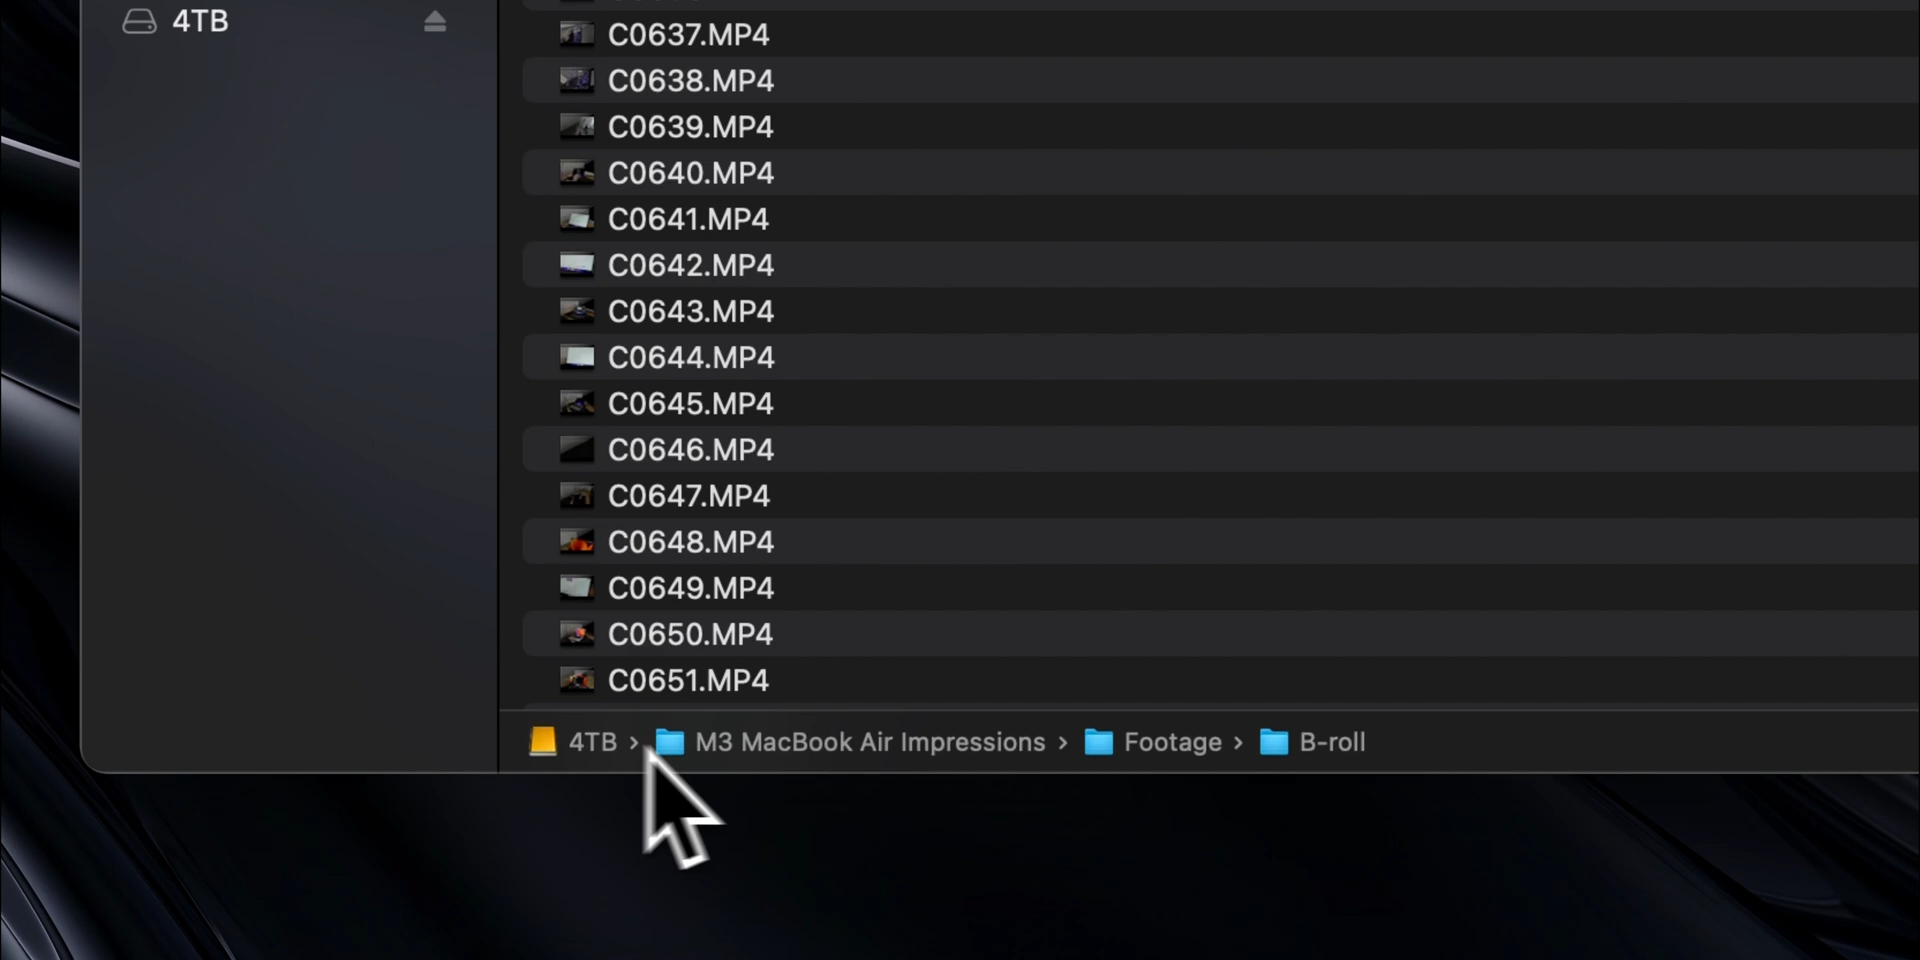 4TB
C0637.MP4
C0638.MP4
C0639.MP4
C0640.MP4
C0641.MP4
C0642.MP4
C0643.MP4
C0644.MP4
C0645.MP4
C0646.MP4
C0647.MP4
C0648.MP4
C0649.MP4
C0650.MP4
C0651.MP4
4TB › M3 MacBook Air Impressions › Footage › B-roll